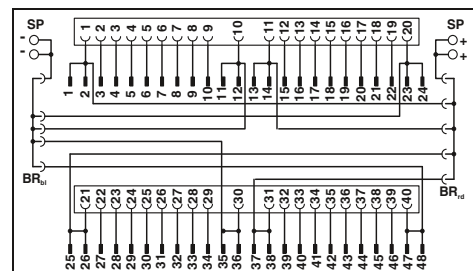 SP
SP
1 2 3 4 5 6 7 8 9 10 11 12 13 14 15 16 17 18 19 20
- +
- +
1 2 3 4 5 6 7 8 9 10 11 12 13 14 15 16 17 18 19 20 21 22 23 24
BRbl
BRrd
21 22 23 24 25 26 27 28 29 30 31 32 33 34 35 36 37 38 39 40
25 26 27 28 29 30 31 32 33 34 35 36 37 38 39 40 41 42 43 44 45 46 47 48